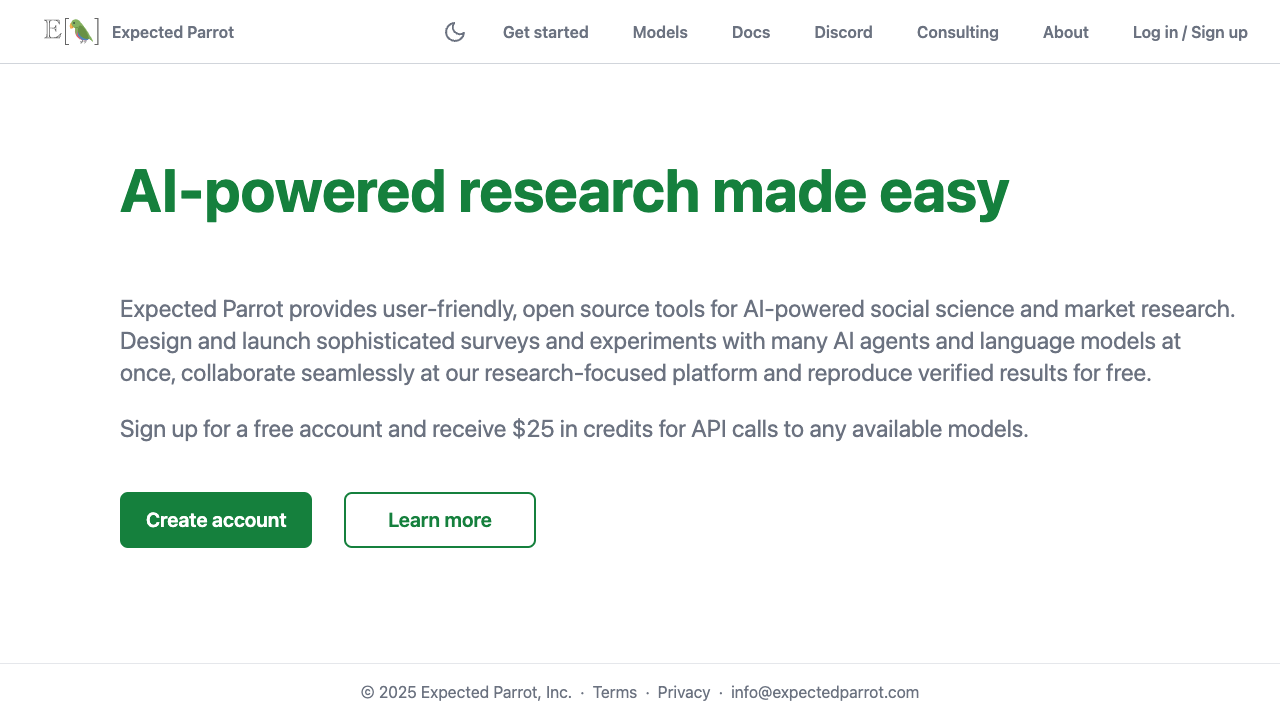 E[🦜] Expected Parrot
Get started
Models
Docs
Discord
Consulting
About
Log in / Sign up
AI-powered research made easy
Expected Parrot provides user-friendly, open source tools for AI-powered social science and market research.
Design and launch sophisticated surveys and experiments with many AI agents and language models at
once, collaborate seamlessly at our research-focused platform and reproduce verified results for free.
Sign up for a free account and receive $25 in credits for API calls to any available models.
Create account
Learn more
© 2025 Expected Parrot, Inc. · Terms · Privacy · info@expectedparrot.com